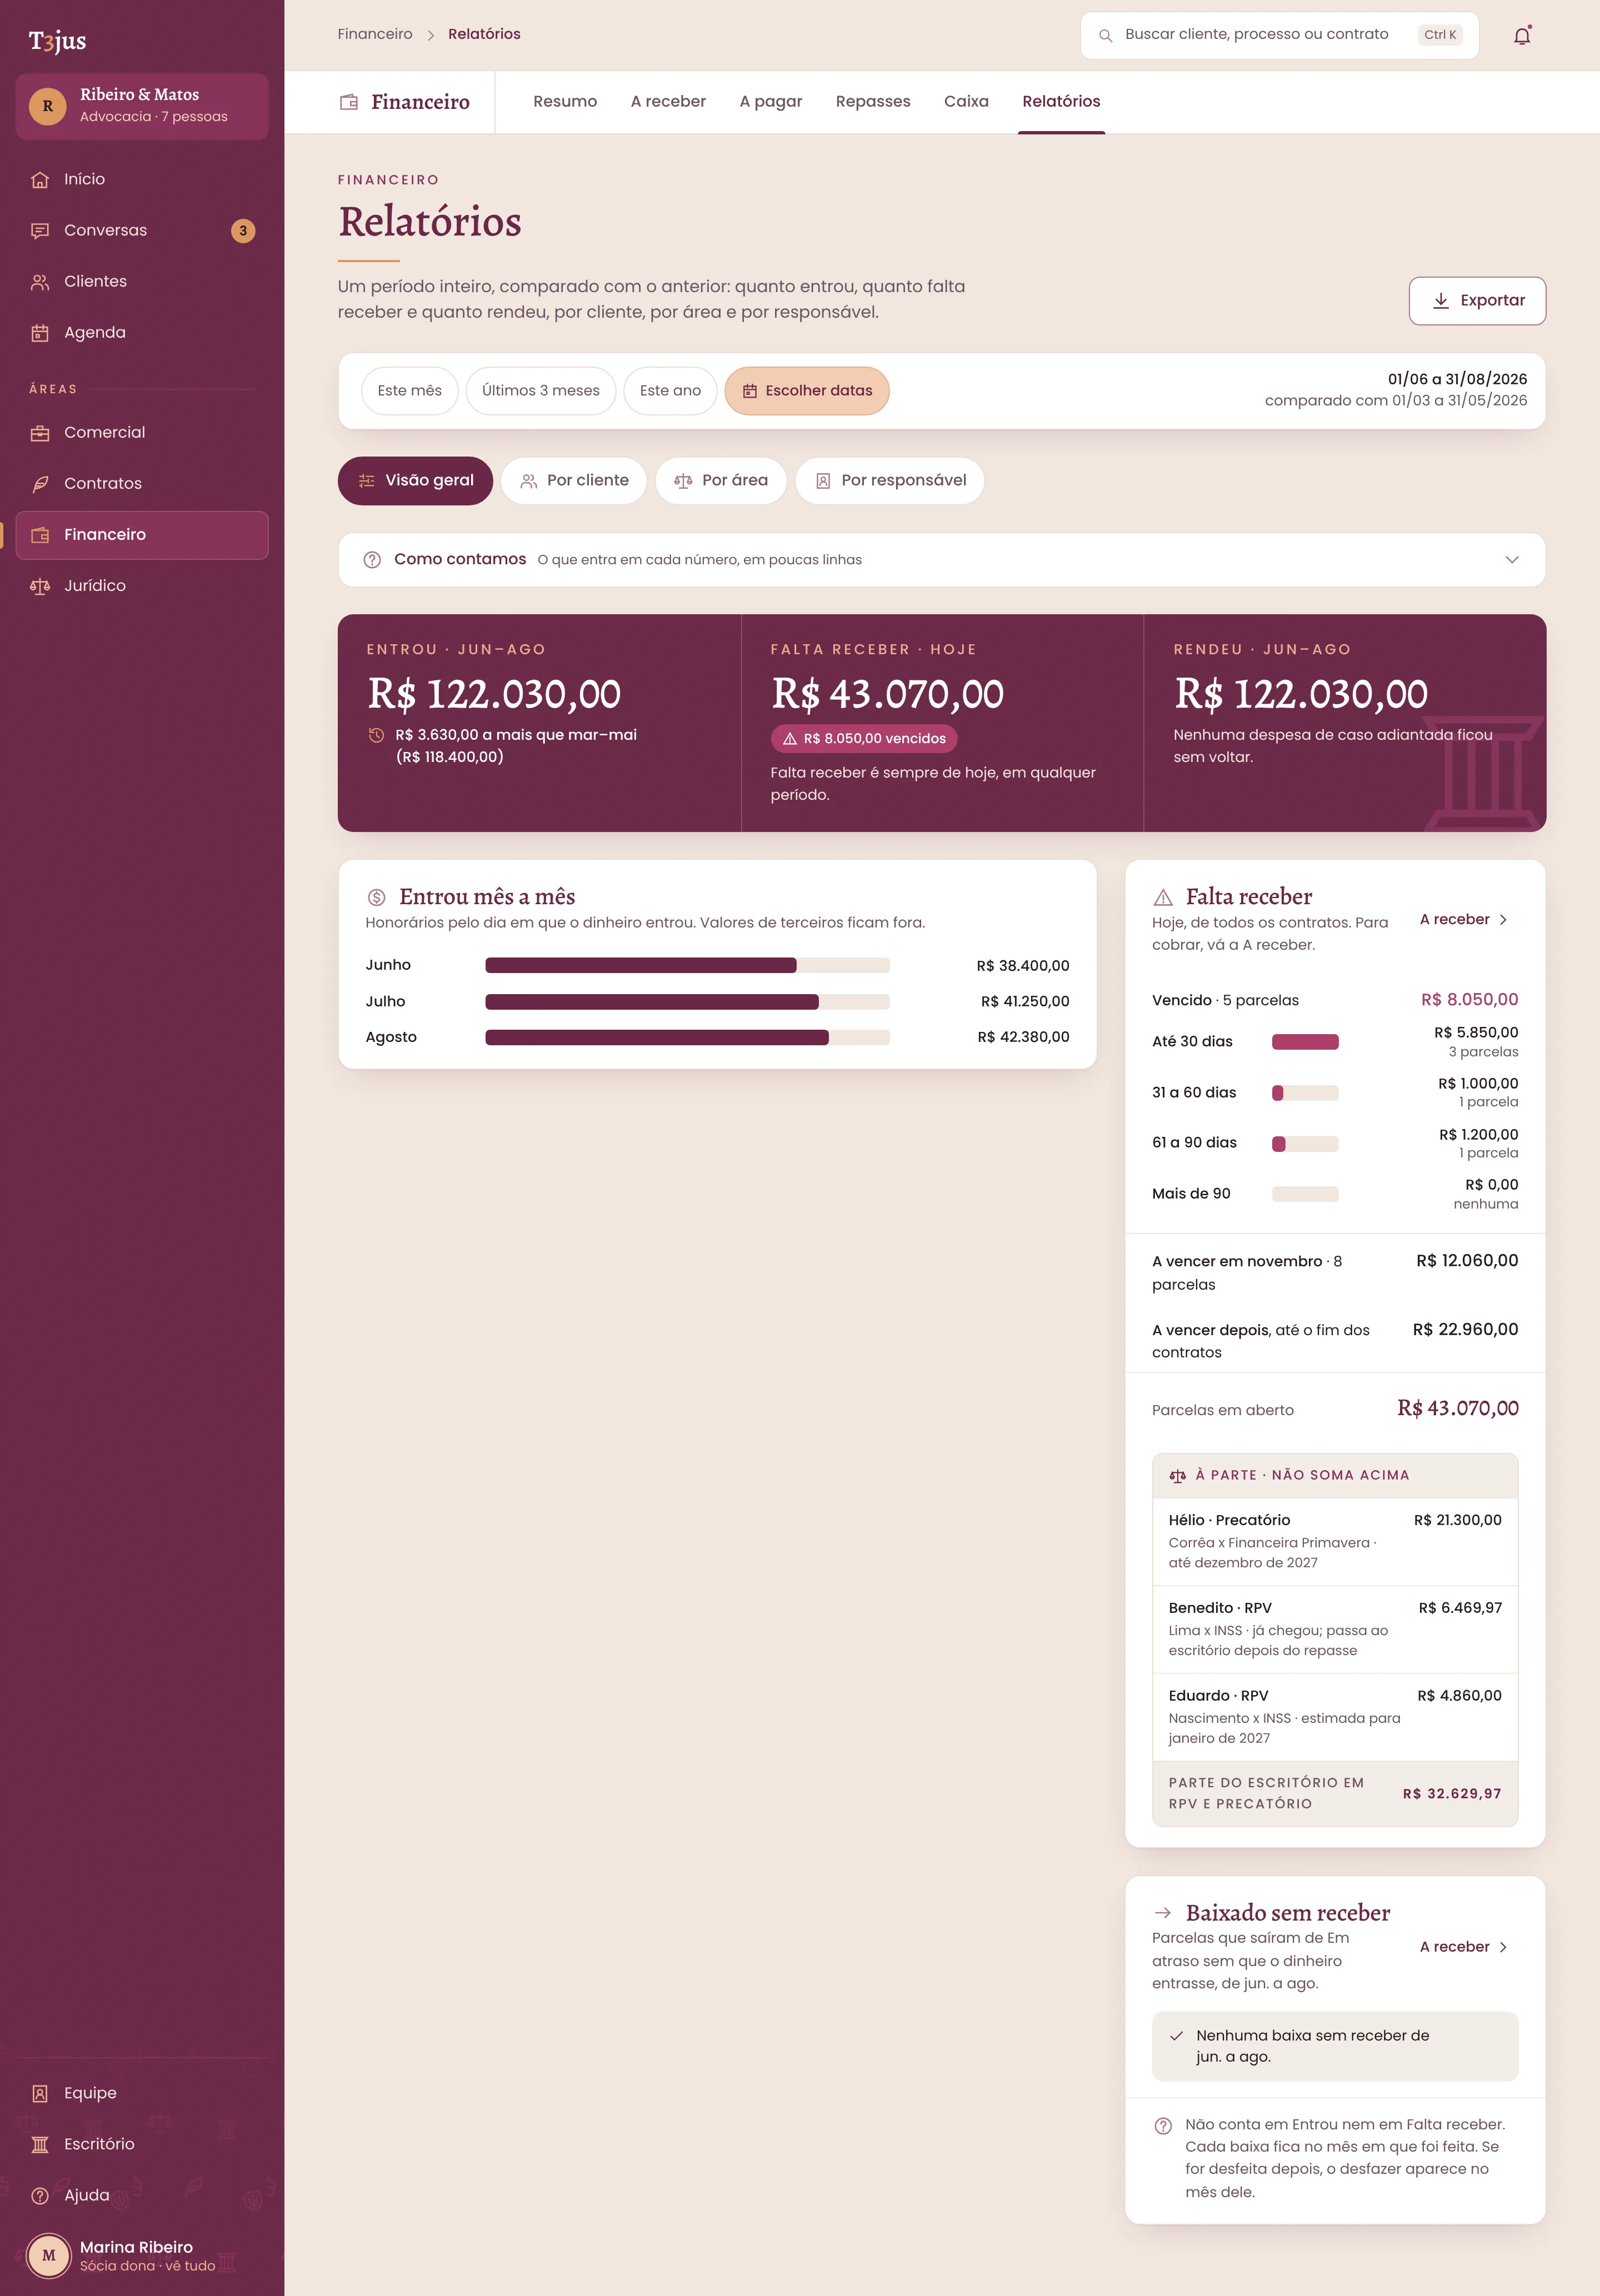 T3jus
R
Ribeiro & Matos
Advocacia · 7 pessoas
Início
Conversas
3
Clientes
Agenda
ÁREAS
Comercial
Contratos
Financeiro
Jurídico
Equipe
Escritório
Ajuda
M
Marina Ribeiro
Sócia dona · vê tudo
Financeiro
Relatórios
Buscar cliente, processo ou contrato
Ctrl K
Financeiro
Resumo
A receber
A pagar
Repasses
Caixa
Relatórios
FINANCEIRO
Relatórios
Um período inteiro, comparado com o anterior: quanto entrou, quanto falta
receber e quanto rendeu, por cliente, por área e por responsável.
Exportar
Este mês
Últimos 3 meses
Este ano
Escolher datas
01/06 a 31/08/2026
comparado com 01/03 a 31/05/2026
Visão geral
Por cliente
Por área
Por responsável
Como contamos
O que entra em cada número, em poucas linhas
ENTROU · JUN–AGO
R$ 122.030,00
R$ 3.630,00 a mais que mar–mai
(R$ 118.400,00)
FALTA RECEBER · HOJE
R$ 43.070,00
R$ 8.050,00 vencidos
Falta receber é sempre de hoje, em qualquer
período.
RENDEU · JUN–AGO
R$ 122.030,00
Nenhuma despesa de caso adiantada ficou
sem voltar.
Entrou mês a mês
Honorários pelo dia em que o dinheiro entrou. Valores de terceiros ficam fora.
Junho
R$ 38.400,00
Julho
R$ 41.250,00
Agosto
R$ 42.380,00
Falta receber
Hoje, de todos os contratos. Para
cobrar, vá a A receber.
A receber
Vencido · 5 parcelas
R$ 8.050,00
Até 30 dias
R$ 5.850,00
3 parcelas
31 a 60 dias
R$ 1.000,00
1 parcela
61 a 90 dias
R$ 1.200,00
1 parcela
Mais de 90
R$ 0,00
nenhuma
A vencer em novembro · 8
parcelas
R$ 12.060,00
A vencer depois, até o fim dos
contratos
R$ 22.960,00
Parcelas em aberto
R$ 43.070,00
À PARTE · NÃO SOMA ACIMA
Hélio · Precatório
R$ 21.300,00
Corrêa x Financeira Primavera ·
até dezembro de 2027
Benedito · RPV
R$ 6.469,97
Lima x INSS · já chegou; passa ao
escritório depois do repasse
Eduardo · RPV
R$ 4.860,00
Nascimento x INSS · estimada para
janeiro de 2027
PARTE DO ESCRITÓRIO EM
RPV E PRECATÓRIO
R$ 32.629,97
Baixado sem receber
Parcelas que saíram de Em
atraso sem que o dinheiro
entrasse, de jun. a ago.
A receber
Nenhuma baixa sem receber de
jun. a ago.
Não conta em Entrou nem em Falta receber.
Cada baixa fica no mês em que foi feita. Se
for desfeita depois, o desfazer aparece no
mês dele.